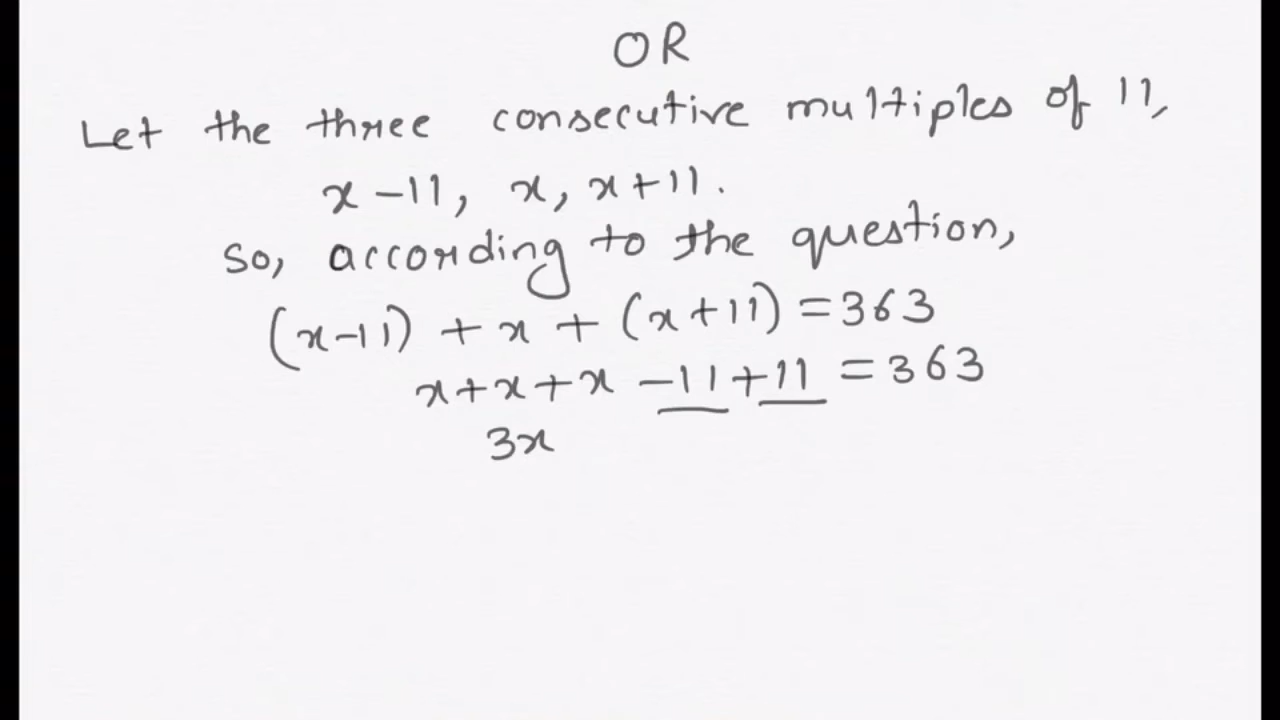 OR
Let the three consecutive multiples of 11,
x-11, x, x+11.
So, according to the question,
(x-11) + x + (x+11) = 363
x+x+x -11+11 = 363
3x